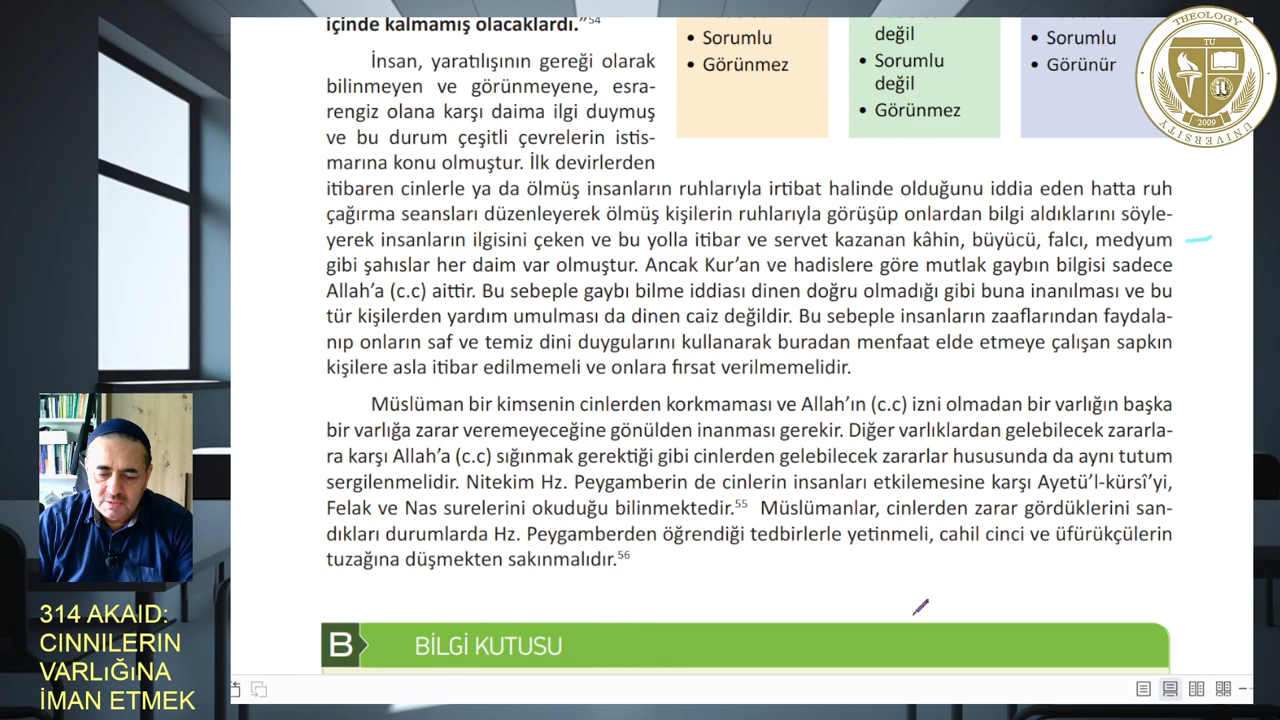 içinde kalmamış olacaklardı.”54
İnsan, yaratılışının gereği olarak
bilinmeyen ve görünmeyene, esra-
rengiz olana karşı daima ilgi duymuş
ve bu durum çeşitli çevrelerin istis-
marına konu olmuştur. İlk devirlerden
itibaren cinlerle ya da ölmüş insanların ruhlarıyla irtibat halinde olduğunu iddia eden hatta ruh
çağırma seansları düzenleyerek ölmüş kişilerin ruhlarıyla görüşüp onlardan bilgi aldıklarını söyle-
yerek insanların ilgisini çeken ve bu yolla itibar ve servet kazanan kâhin, büyücü, falcı, medyum
gibi şahıslar her daim var olmuştur. Ancak Kur’an ve hadislere göre mutlak gaybın bilgisi sadece
Allah’a (c.c) aittir. Bu sebeple gaybı bilme iddiası dinen doğru olmadığı gibi buna inanılması ve bu
tür kişilerden yardım umulması da dinen caiz değildir. Bu sebeple insanların zaaflarından faydala-
nıp onların saf ve temiz dini duygularını kullanarak buradan menfaat elde etmeye çalışan sapkın
kişilere asla itibar edilmemeli ve onlara fırsat verilmemelidir.
Müslüman bir kimsenin cinlerden korkmaması ve Allah’ın (c.c) izni olmadan bir varlığın başka
bir varlığa zarar veremeyeceğine gönülden inanması gerekir. Diğer varlıklardan gelebilecek zararla-
ra karşı Allah’a (c.c) sığınmak gerektiği gibi cinlerden gelebilecek zararlar hususunda da aynı tutum
sergilenmelidir. Nitekim Hz. Peygamberin de cinlerin insanları etkilemesine karşı Ayetü’l-kürsî’yi,
Felak ve Nas surelerini okuduğu bilinmektedir.55 Müslümanlar, cinlerden zarar gördüklerini san-
dıkları durumlarda Hz. Peygamberden öğrendiği tedbirlerle yetinmeli, cahil cinci ve üfürükçülerin
tuzağına düşmekten sakınmalıdır.56
• Sorumlu
• Görünmez
değil
• Sorumlu
değil
• Görünmez
• Sorumlu
• Görünür
THEOLOGY
TU
2009
UNIVERSITY
B BİLGİ KUTUSU
314 AKAID:
CINNILERIN
VARLıĞıNA
İMAN ETMEK